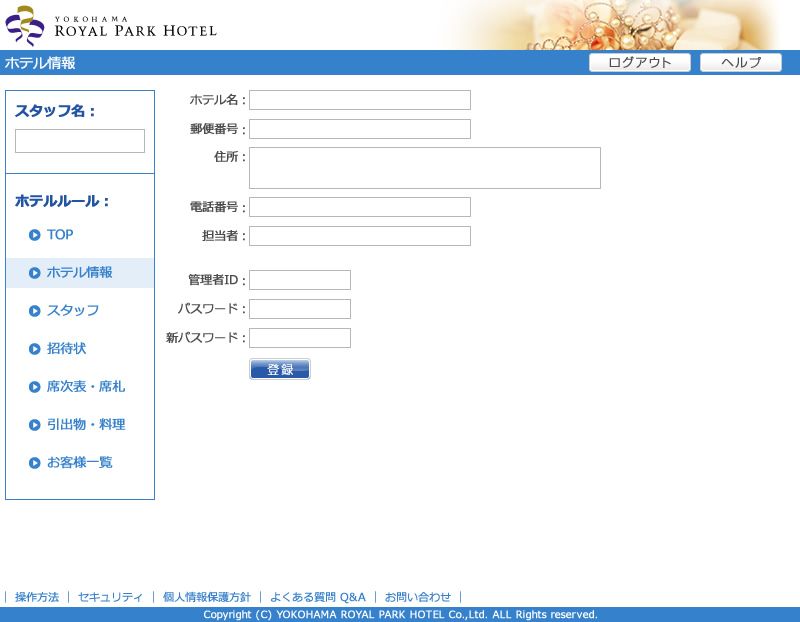 YOKOHAMA
ROYAL PARK HOTEL
ホテル情報
ログアウト
ヘルプ
スタッフ名：
ホテルルール：
TOP
ホテル情報
スタッフ
招待状
席次表・席札
引出物・料理
お客様一覧
ホテル名：
郵便番号：
住所：
電話番号：
担当者：
管理者ID：
パスワード：
新パスワード：
登録
｜ 操作方法 ｜ セキュリティ ｜ 個人情報保護方針 ｜ よくある質問 Q&A ｜ お問い合わせ ｜
Copyright (C) YOKOHAMA ROYAL PARK HOTEL Co.,Ltd. ALL Rights reserved.